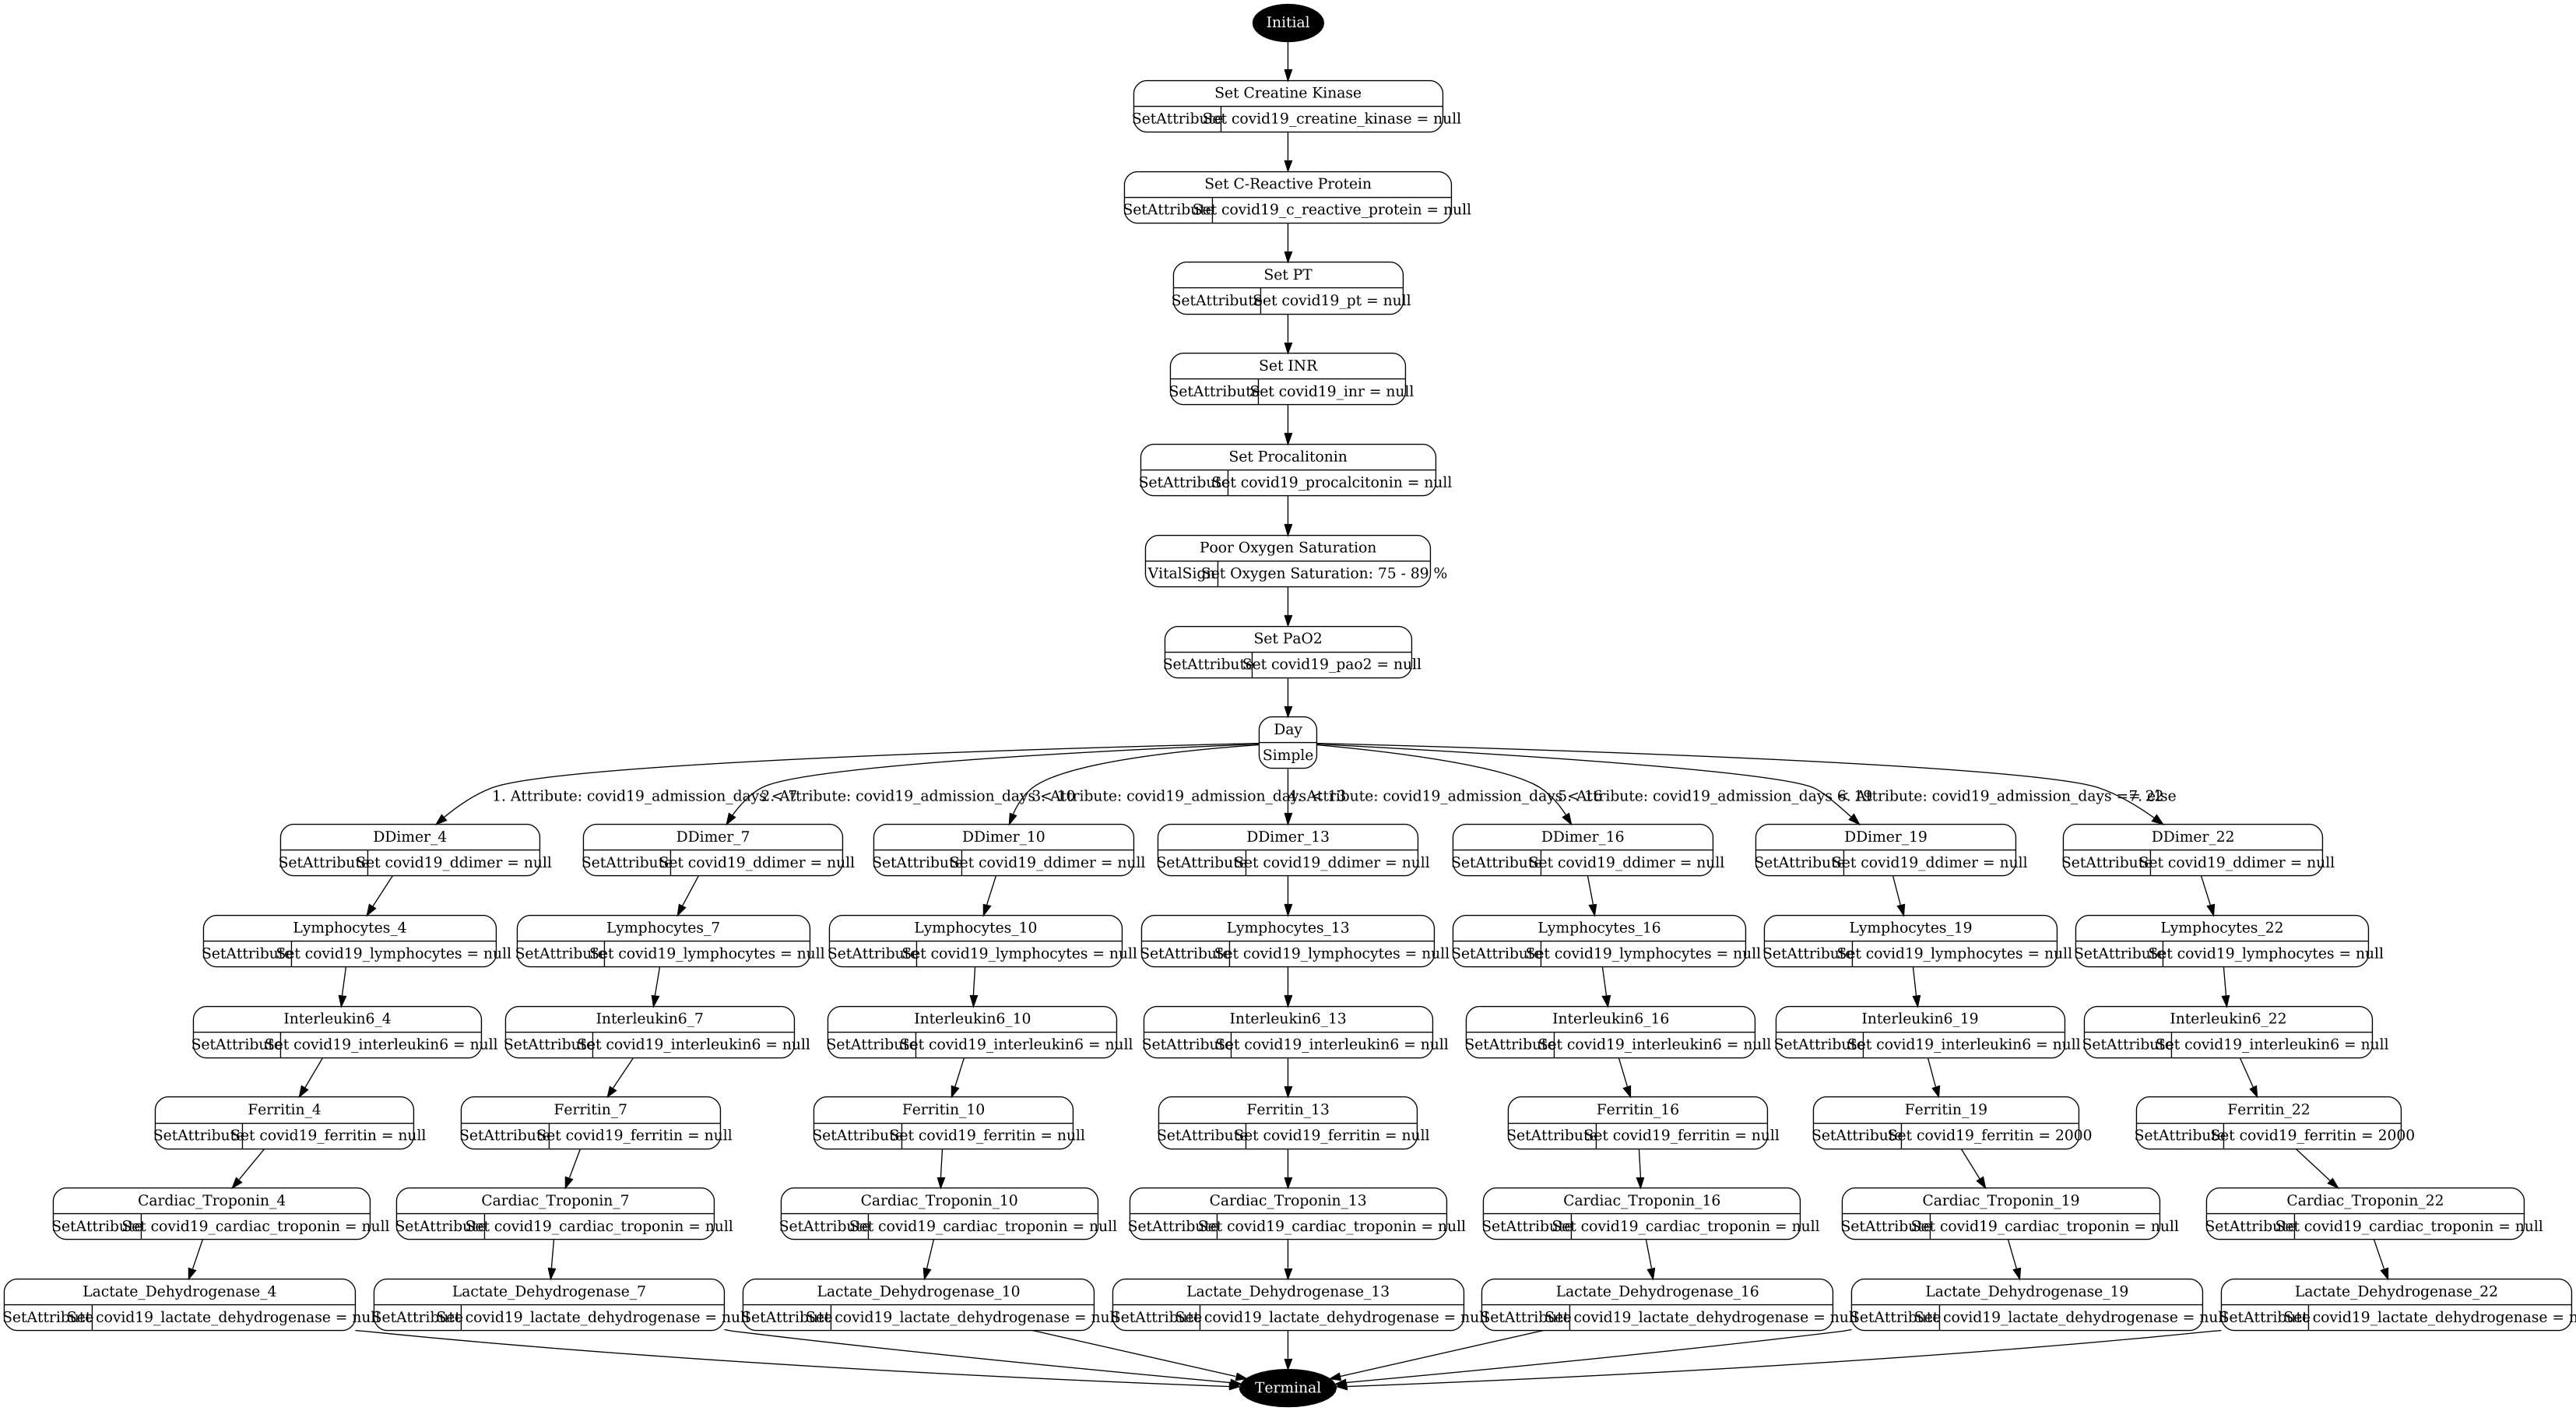 Initial
Set Creatine Kinase
SetAttribute Set covid19_creatine_kinase = null
Set C-Reactive Protein
SetAttribute Set covid19_c_reactive_protein = null
Set PT
SetAttribute Set covid19_pt = null
Set INR
SetAttribute Set covid19_inr = null
Set Procalitonin
SetAttribute Set covid19_procalcitonin = null
Poor Oxygen Saturation
VitalSign Set Oxygen Saturation: 75 - 89 %
Set PaO2
SetAttribute Set covid19_pao2 = null
Day
Simple
1. Attribute: covid19_admission_days < 7
2. Attribute: covid19_admission_days < 10
3. Attribute: covid19_admission_days < 13
4. Attribute: covid19_admission_days < 16
5. Attribute: covid19_admission_days < 19
6. Attribute: covid19_admission_days == 22
7. else
DDimer_4
SetAttribute Set covid19_ddimer = null
DDimer_7
SetAttribute Set covid19_ddimer = null
DDimer_10
SetAttribute Set covid19_ddimer = null
DDimer_13
SetAttribute Set covid19_ddimer = null
DDimer_16
SetAttribute Set covid19_ddimer = null
DDimer_19
SetAttribute Set covid19_ddimer = null
DDimer_22
SetAttribute Set covid19_ddimer = null
Lymphocytes_4
SetAttribute Set covid19_lymphocytes = null
Lymphocytes_7
SetAttribute Set covid19_lymphocytes = null
Lymphocytes_10
SetAttribute Set covid19_lymphocytes = null
Lymphocytes_13
SetAttribute Set covid19_lymphocytes = null
Lymphocytes_16
SetAttribute Set covid19_lymphocytes = null
Lymphocytes_19
SetAttribute Set covid19_lymphocytes = null
Lymphocytes_22
SetAttribute Set covid19_lymphocytes = null
Interleukin6_4
SetAttribute Set covid19_interleukin6 = null
Interleukin6_7
SetAttribute Set covid19_interleukin6 = null
Interleukin6_10
SetAttribute Set covid19_interleukin6 = null
Interleukin6_13
SetAttribute Set covid19_interleukin6 = null
Interleukin6_16
SetAttribute Set covid19_interleukin6 = null
Interleukin6_19
SetAttribute Set covid19_interleukin6 = null
Interleukin6_22
SetAttribute Set covid19_interleukin6 = null
Ferritin_4
SetAttribute Set covid19_ferritin = null
Ferritin_7
SetAttribute Set covid19_ferritin = null
Ferritin_10
SetAttribute Set covid19_ferritin = null
Ferritin_13
SetAttribute Set covid19_ferritin = null
Ferritin_16
SetAttribute Set covid19_ferritin = null
Ferritin_19
SetAttribute Set covid19_ferritin = 2000
Ferritin_22
SetAttribute Set covid19_ferritin = 2000
Cardiac_Troponin_4
SetAttribute Set covid19_cardiac_troponin = null
Cardiac_Troponin_7
SetAttribute Set covid19_cardiac_troponin = null
Cardiac_Troponin_10
SetAttribute Set covid19_cardiac_troponin = null
Cardiac_Troponin_13
SetAttribute Set covid19_cardiac_troponin = null
Cardiac_Troponin_16
SetAttribute Set covid19_cardiac_troponin = null
Cardiac_Troponin_19
SetAttribute Set covid19_cardiac_troponin = null
Cardiac_Troponin_22
SetAttribute Set covid19_cardiac_troponin = null
Lactate_Dehydrogenase_4
SetAttribute Set covid19_lactate_dehydrogenase = null
Lactate_Dehydrogenase_7
SetAttribute Set covid19_lactate_dehydrogenase = null
Lactate_Dehydrogenase_10
SetAttribute Set covid19_lactate_dehydrogenase = null
Lactate_Dehydrogenase_13
SetAttribute Set covid19_lactate_dehydrogenase = null
Lactate_Dehydrogenase_16
SetAttribute Set covid19_lactate_dehydrogenase = null
Lactate_Dehydrogenase_19
SetAttribute Set covid19_lactate_dehydrogenase = null
Lactate_Dehydrogenase_22
SetAttribute Set covid19_lactate_dehydrogenase =
Terminal